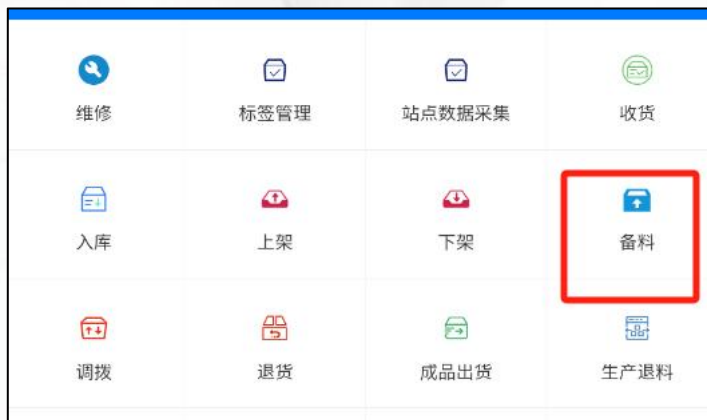 维修 标签管理 站点数据采集 收货
入库 上架 下架 备料
调拨 退货 成品出货 生产退料